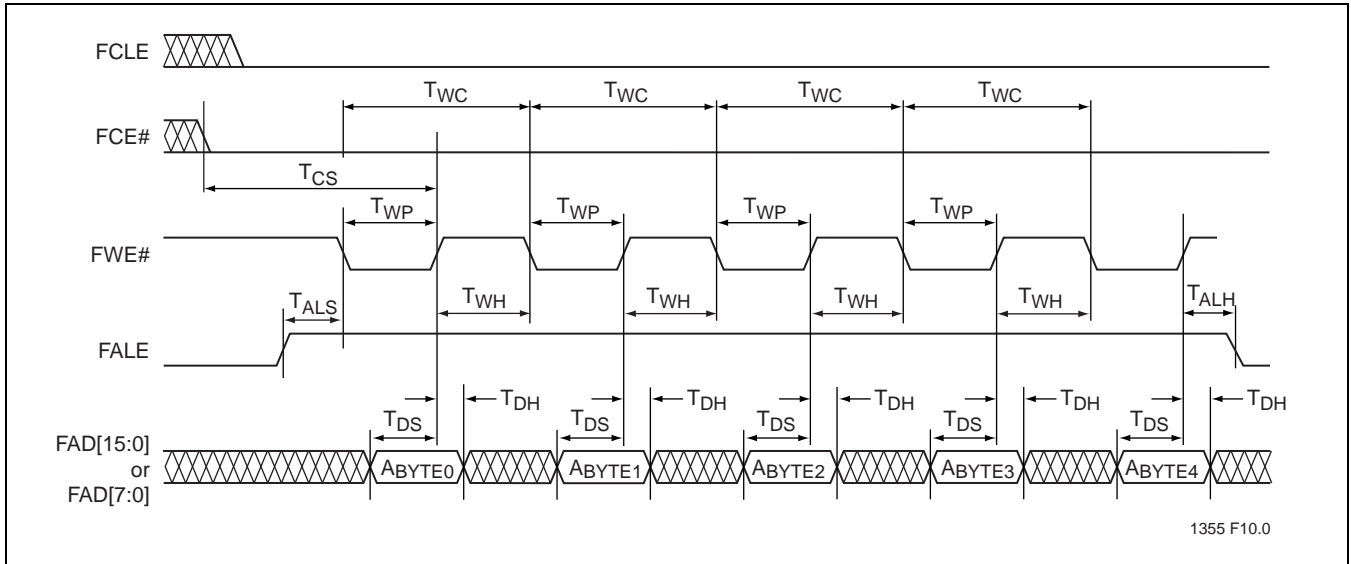 FCLE
TWC TWC TWC TWC
FCE#
TCS
TWP TWP TWP TWP
FWE#
TALS TWH TWH TWH TWH TALH
FALE
TDH TDH TDH TDH TDH
TDS TDS TDS TDS TDS
FAD[15:0]
or
FAD[7:0]
ABYTE0 ABYTE1 ABYTE2 ABYTE3 ABYTE4
1355 F10.0